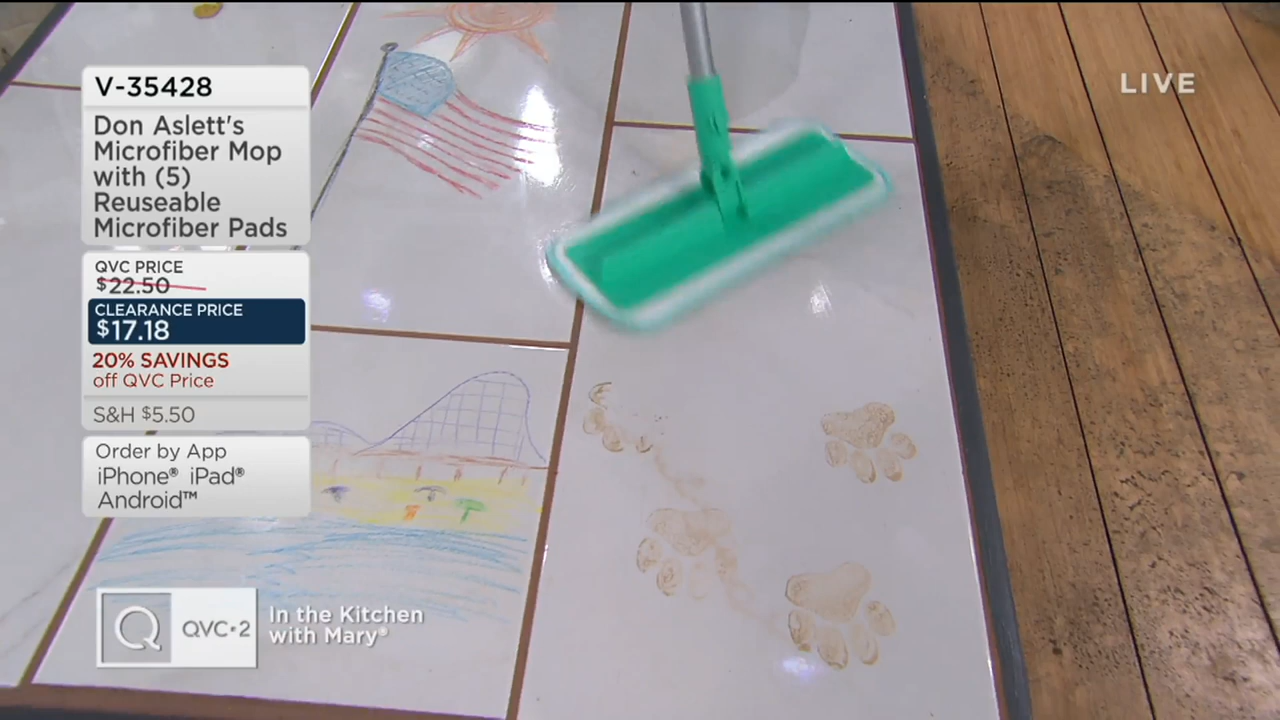 V-35428
Don Aslett's
Microfiber Mop
with (5)
Reuseable
Microfiber Pads
QVC PRICE
$22.50
CLEARANCE PRICE
$17.18
20% SAVINGS
off QVC Price
S&H $5.50
Order by App
iPhone® iPad®
Android™
LIVE
Q QVC•2
In the Kitchen
with Mary®